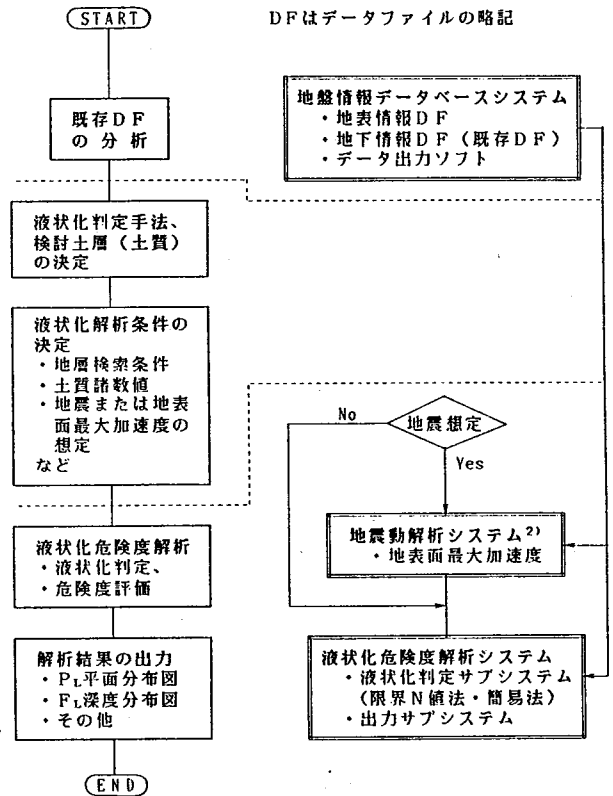 START
DFはデータファイルの略記
既存DF
の分析
地盤情報データベースシステム
・地表情報DF
・地下情報DF（既存DF）
・データ出力ソフト
液状化判定手法、
検討土層（土質）
の決定
液状化解析条件の
決定
・地層検索条件
・土質諸数値
・地震または地表
面最大加速度の
想定
など
No
地震想定
Yes
地震動解析システム2)
・地表面最大加速度
液状化危険度解析
・液状化判定、
・危険度評価
解析結果の出力
・PL平面分布図
・FL深度分布図
・その他
液状化危険度解析システム
・液状化判定サブシステム
（限界N値法・簡易法）
・出力サブシステム
END